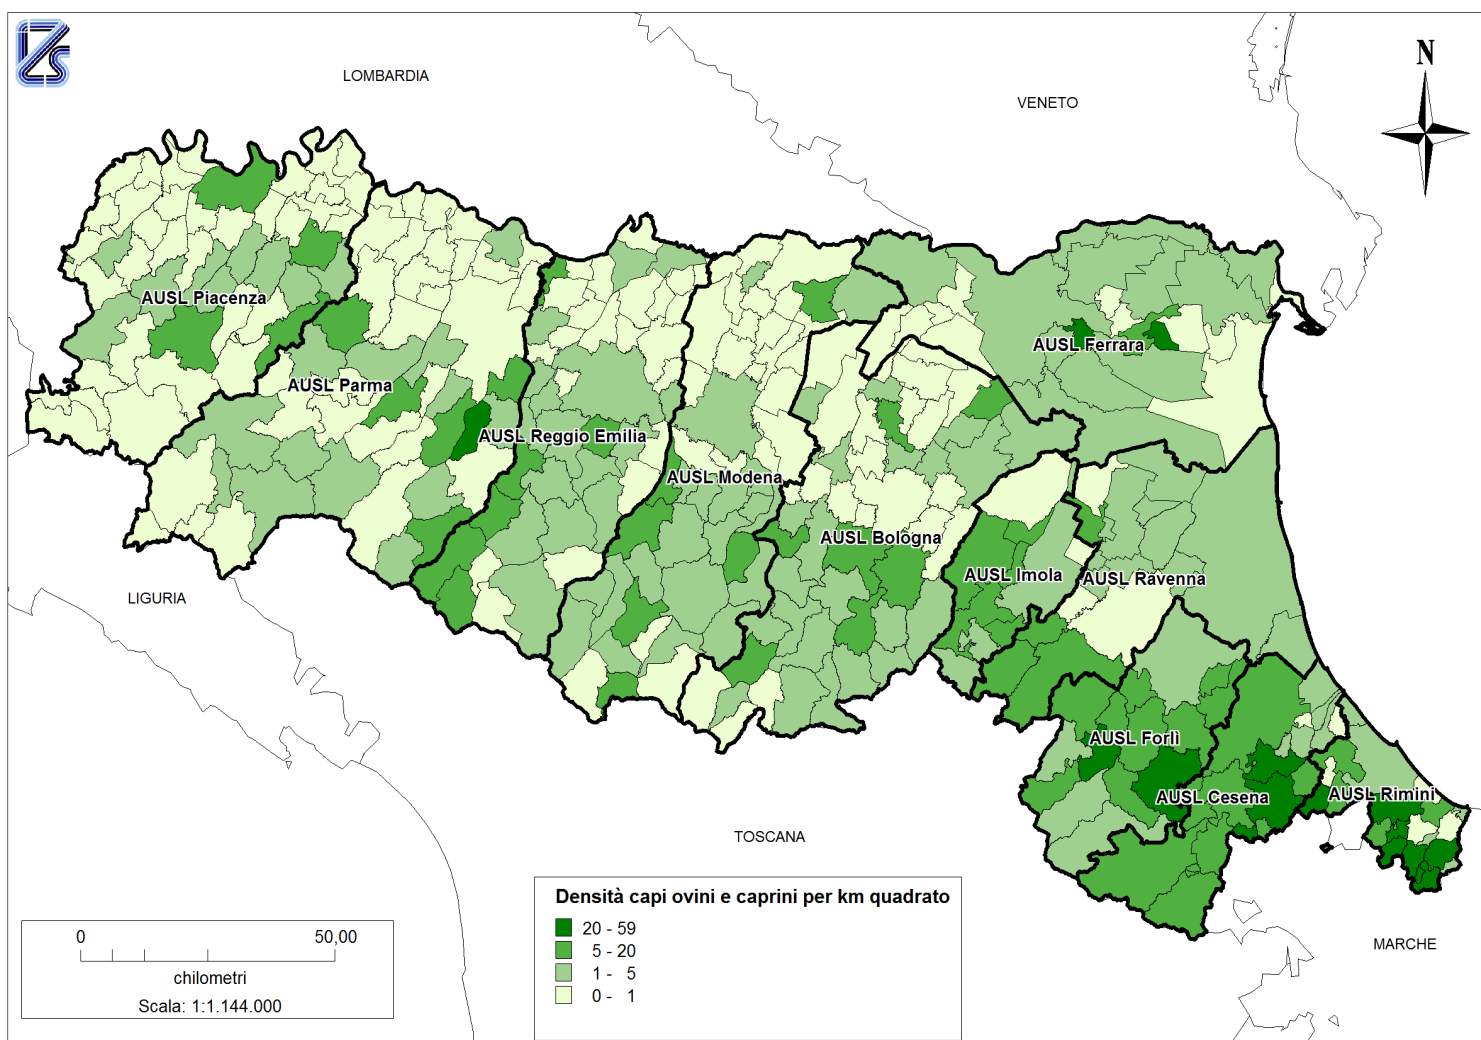 N
LOMBARDIA
VENETO
AUSL Piacenza
AUSL Ferrara
AUSL Parma
AUSL Reggio Emilia
AUSL Modena
AUSL Bologna
AUSL Imola
AUSL Ravenna
LIGURIA
AUSL Forlì
AUSL Cesena
AUSL Rimini
TOSCANA
MARCHE
Densità capi ovini e caprini per km quadrato
20 - 59
5 - 20
1 - 5
0 - 1
0 50,00
chilometri
Scala: 1:1.144.000